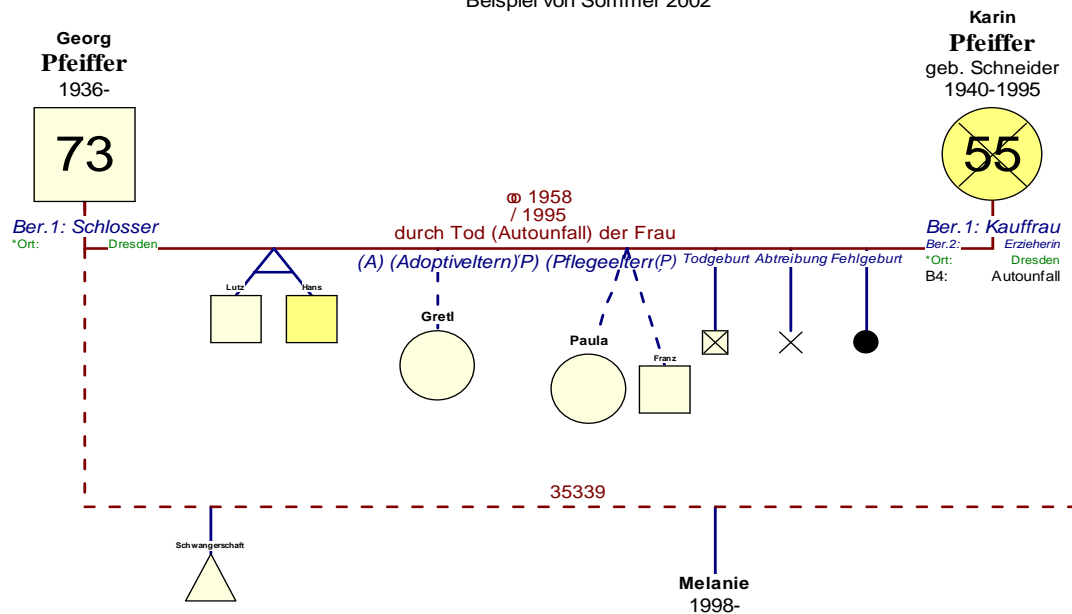 Beispiel von Sommer 2002
Georg
Pfeiffer
1936-
73
Ber.1: Schlosser
*Ort: Dresden
Karin
Pfeiffer
geb. Schneider
1940-1995
55
Ber.1: Kauffrau
Ber.2: Erzieherin
*Ort: Dresden
B4: Autounfall
⚭ 1958
/ 1995
durch Tod (Autounfall) der Frau
(A) (Adoptiveltern) P) (Pflegeelterr (P) Todgeburt Abtreibung Fehlgeburt
Lutz
Hans
Gretl
Paula
Franz
35339
Schwangerschaft
Melanie
1998-